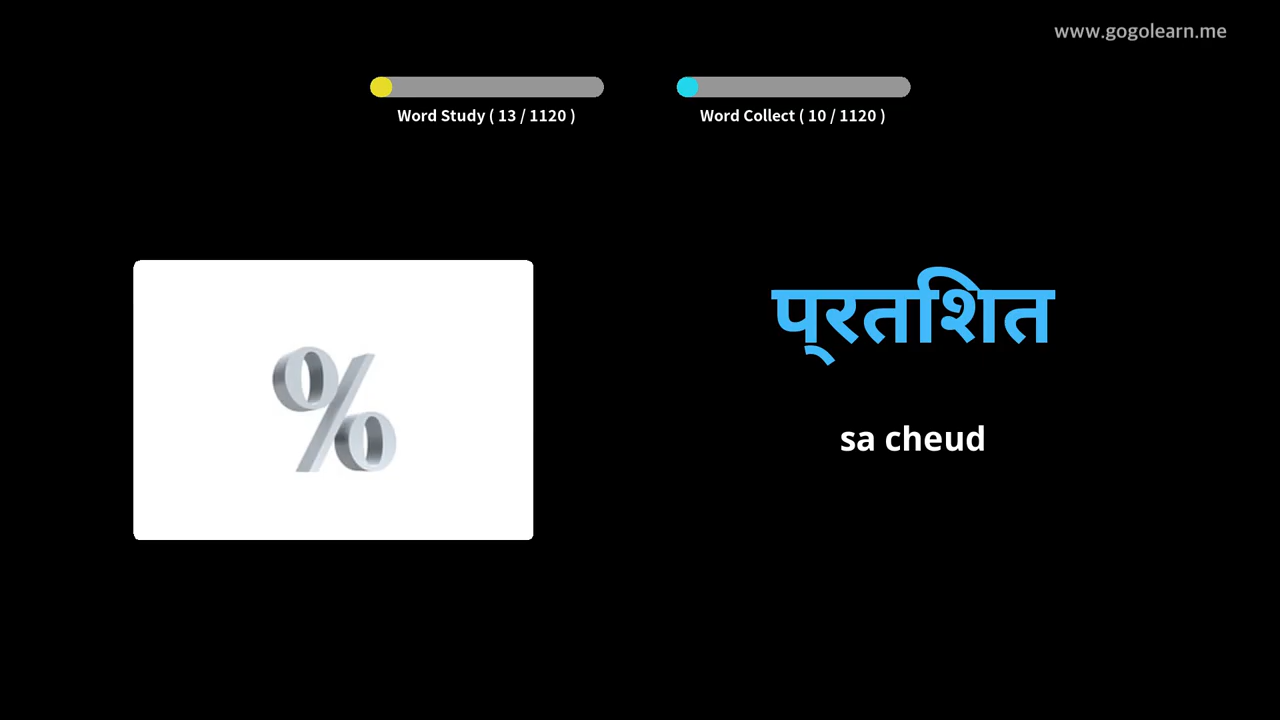 www.gogolearn.me
Word Study ( 13 / 1120 )
Word Collect ( 10 / 1120 )
प्रतिशत
%
sa cheud